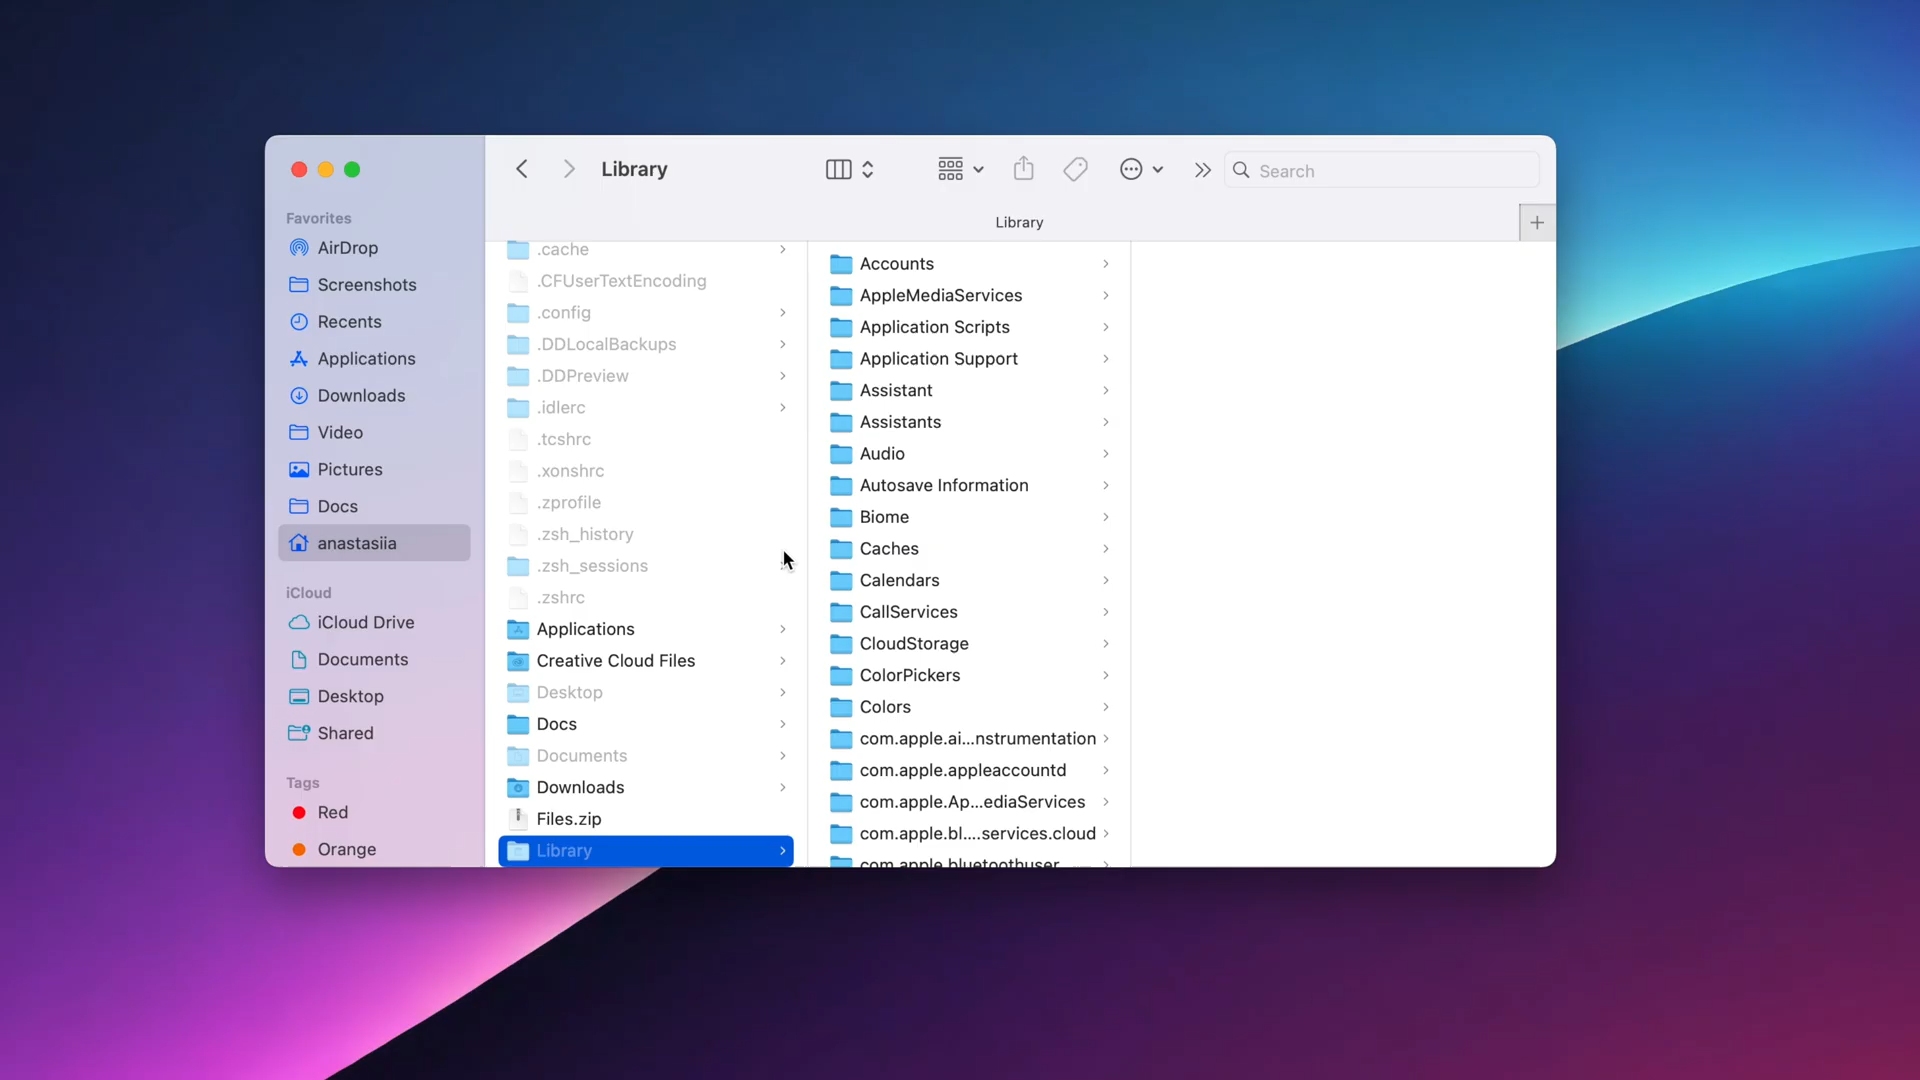 Library
Search
Library
Favorites
AirDrop
Screenshots
Recents
Applications
Downloads
Video
Pictures
Docs
anastasiia
iCloud
iCloud Drive
Documents
Desktop
Shared
Tags
Red
Orange
.cache
.CFUserTextEncoding
.config
.DDLocalBackups
.DDPreview
.idlerc
.tcshrc
.xonshrc
.zprofile
.zsh_history
.zsh_sessions
.zshrc
Applications
Creative Cloud Files
Desktop
Docs
Documents
Downloads
Files.zip
Library
Accounts
AppleMediaServices
Application Scripts
Application Support
Assistant
Assistants
Audio
Autosave Information
Biome
Caches
Calendars
CallServices
CloudStorage
ColorPickers
Colors
com.apple.ai...nstrumentation
com.apple.appleaccountd
com.apple.Ap...ediaServices
com.apple.bl....services.cloud
com.apple.bluetoothuser